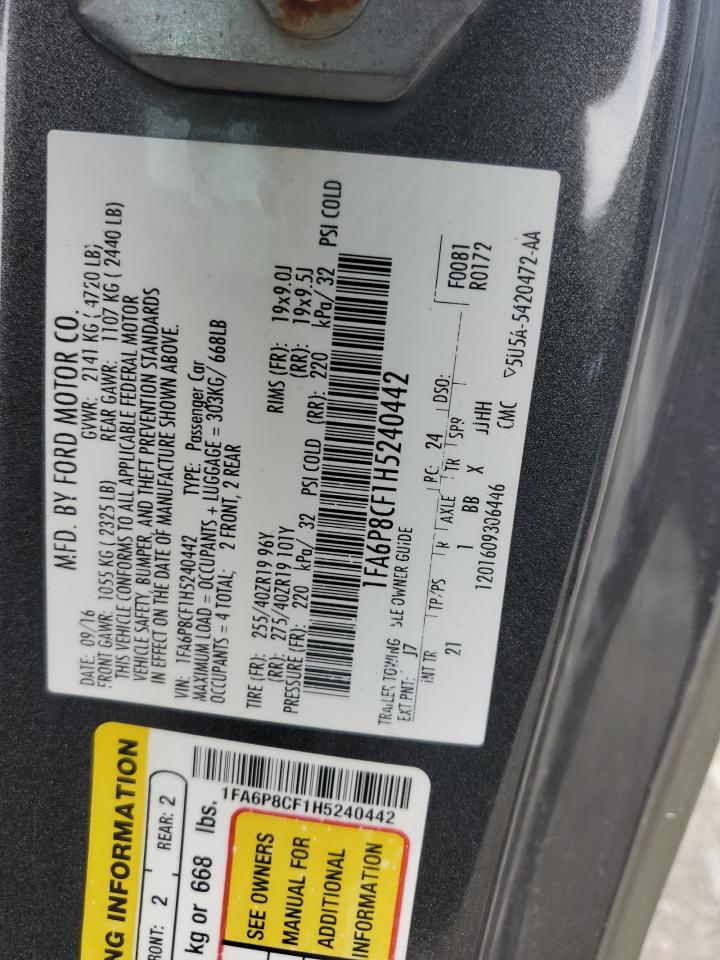 MFD. BY FORD MOTOR CO.
DATE: 09/16 GVWR: 2141 KG ( 4720 LB);
FRONT GAWR: 1055 KG ( 2325LB) REAR GAWR: 1107 KG ( 2440 LB)
THIS VEHICLE CONFORMS TO ALL APPLICABLE FEDERAL MOTOR
VEHICLE SAFETY, BUMPER, AND THEFT PREVENTION STANDARDS
IN EFFECT ON THE DATE OF MANUFACTURE SHOWN ABOVE.
VIN: 1FA6P8CF1H5240442 TYPE: Passenger Car
MAXIMUM LOAD = OCCUPANTS + LUGGAGE = 303KG/ 668LB
OCCUPANTS = 4 TOTAL; 2 FRONT, 2 REAR
TIRE (FR): 255/40ZR19 96Y RIMS (FR): 19x9.0J
(RR): 275/40ZR19 101Y (RR): 19x9.5J
PRESSURE (FR): 220 kPa/ 32 PSI COLD (RR): 220 kPa/ 32 PSI COLD
1FA6P8CF1H5240442
TRAILER TOWING SEE OWNER GUIDE
EXT PNT: J7 PC: 24 DSO: F0081
INT TR TP/PS R AXLE TR SPR R0172
21 1 BB X JJHH
1201609306446 CMC ▽5U5A-5420472-AA
NG INFORMATION
RONT: 2 REAR: 2
kg or 668 lbs.
1FA6P8CF1H5240442
SEE OWNERS
MANUAL FOR
ADDITIONAL
INFORMATION